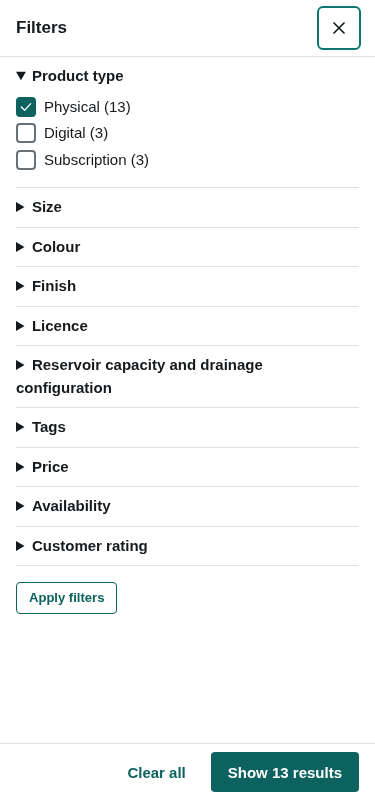 Filters
Product type
Physical (13)
Digital (3)
Subscription (3)
Size
Colour
Finish
Licence
Reservoir capacity and drainage
configuration
Tags
Price
Availability
Customer rating
Apply filters
Clear all
Show 13 results